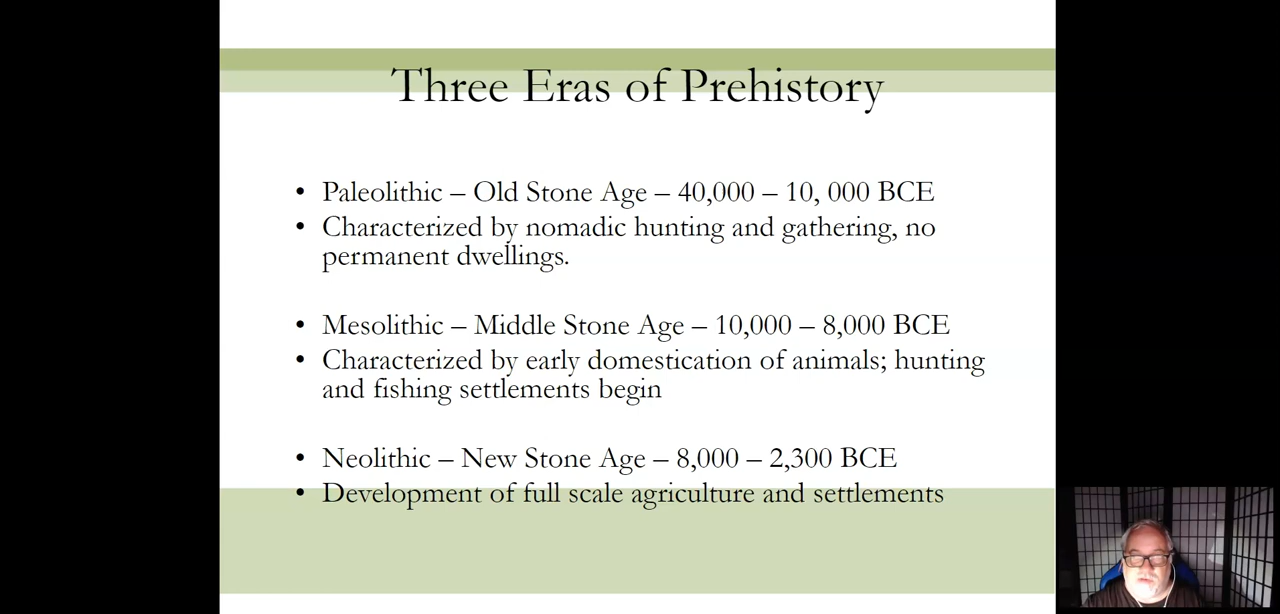 Three Eras of Prehistory
• Paleolithic – Old Stone Age – 40,000 – 10, 000 BCE
• Characterized by nomadic hunting and gathering, no
permanent dwellings.
• Mesolithic – Middle Stone Age – 10,000 – 8,000 BCE
• Characterized by early domestication of animals; hunting
and fishing settlements begin
• Neolithic – New Stone Age – 8,000 – 2,300 BCE
• Development of full scale agriculture and settlements